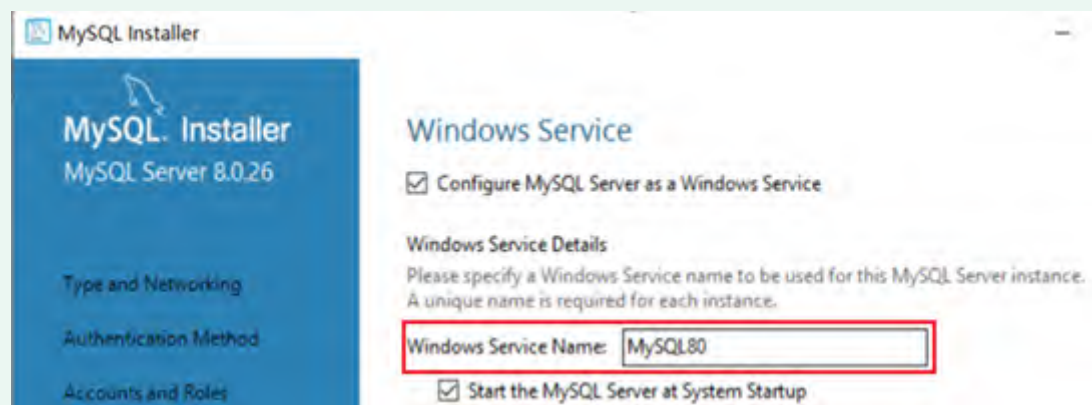 MySQL Installer
MySQL. Installer
MySQL Server 8.0.26
Type and Networking
Authentication Method
Accounts and Roles
Windows Service
Configure MySQL Server as a Windows Service
Windows Service Details
Please specify a Windows Service name to be used for this MySQL Server instance.
A unique name is required for each instance.
Windows Service Name: MySQL80
Start the MySQL Server at System Startup